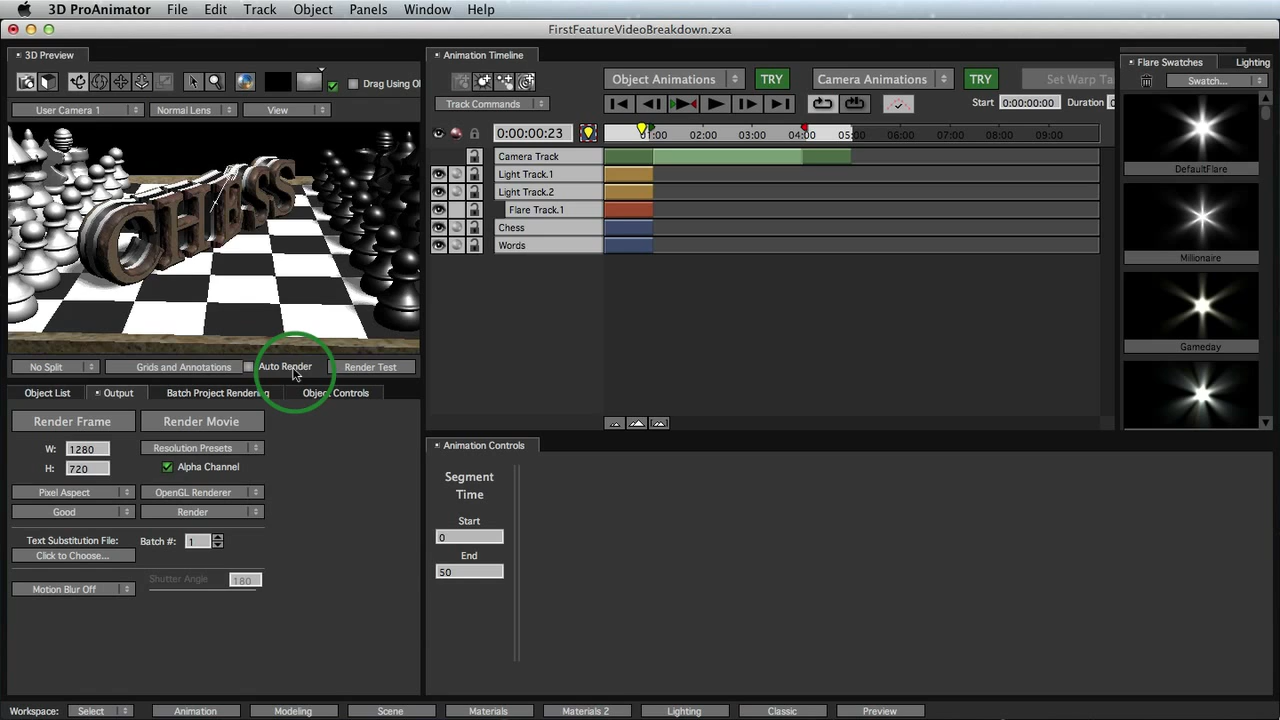 3D ProAnimator File Edit Track Object Panels Window Help
FirstFeatureVideoBreakdown.zxa
3D Preview
Drag Using
User Camera 1 Normal Lens View
CHESS
No Split Grids and Annotations Auto Render Render Test
Object List Output Batch Project Rendering Object Controls
Render Frame Render Movie
W: 1280 Resolution Presets
H: 720 Alpha Channel
Pixel Aspect OpenGL Renderer
Good Render
Text Substitution File: Batch #: 1
Click to Choose...
Motion Blur Off Shutter Angle 180
Animation Timeline
Object Animations TRY Camera Animations TRY Set Warp
Track Commands Start 0:00:00:00 Duration
0:00:00:23 01:00 02:00 03:00 04:00 05:00 06:00 07:00 08:00 09:00
Camera Track
Light Track.1
Light Track.2
Flare Track.1
Chess
Words
Animation Controls
Segment
Time
Start
0
End
50
Flare Swatches Lighting
Swatch...
DefaultFlare
Millionaire
Gameday
Workspace: Select Animation Modeling Scene Materials Materials 2 Lighting Classic Preview